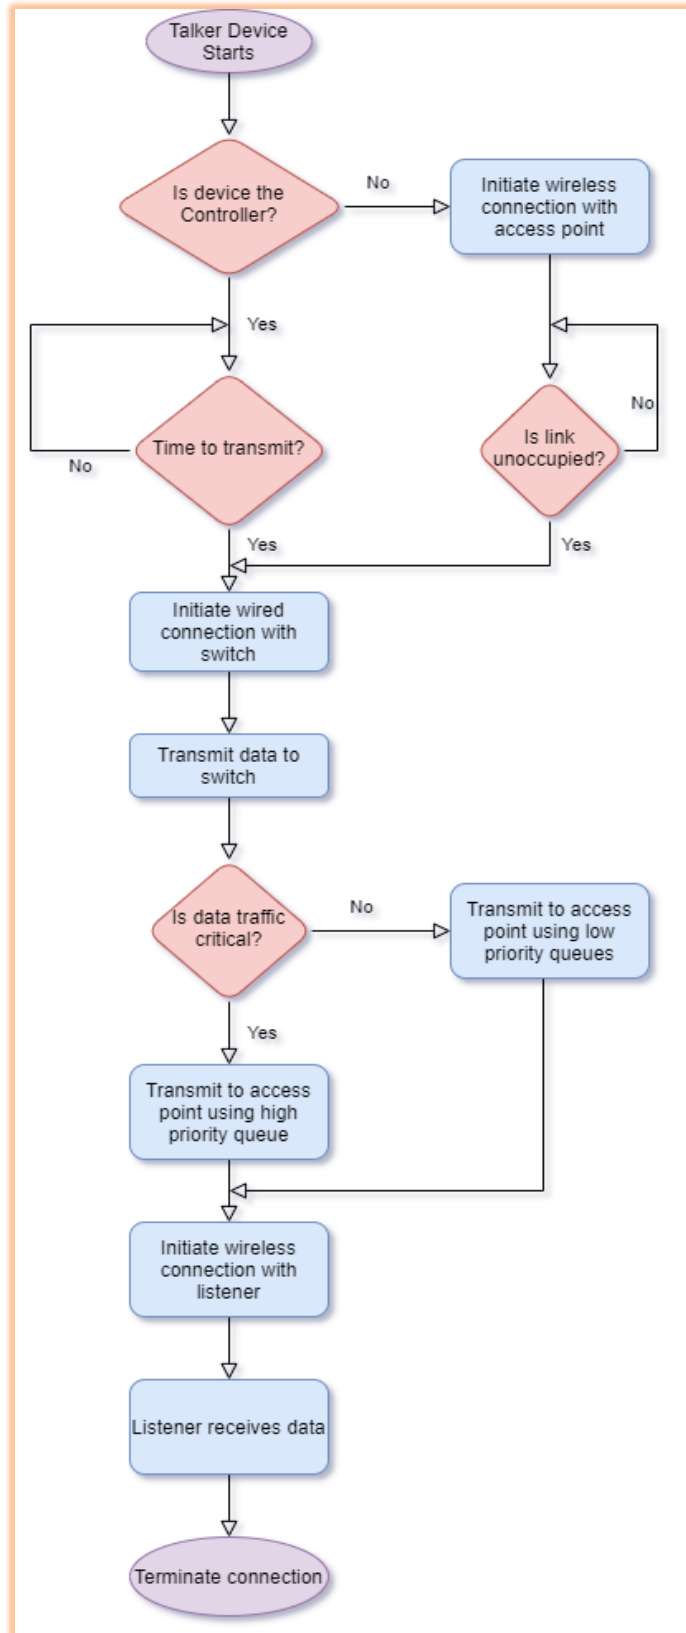 Talker Device
Starts
Is device the
Controller?
No
Initiate wireless
connection with
access point
Yes
Time to transmit?
No
Is link
unoccupied?
No
Yes
Yes
Initiate wired
connection with
switch
Transmit data to
switch
Is data traffic
critical?
No
Transmit to access
point using low
priority queues
Yes
Transmit to access
point using high
priority queue
Initiate wireless
connection with
listener
Listener receives data
Terminate connection